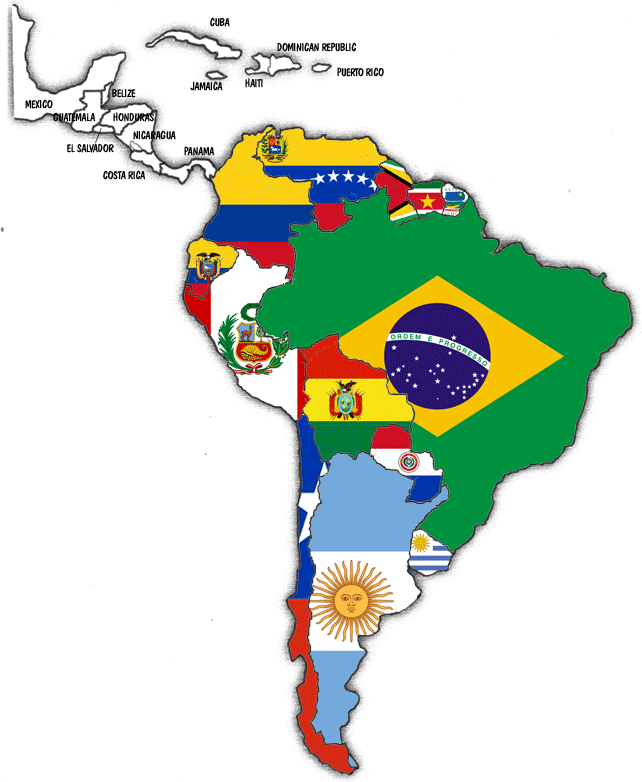 CUBA
DOMINICAN REPUBLIC
PUERTO RICO
JAMAICA
HAITI
BELIZE
MEXICO
GUATEMALA
HONDURAS
NICARAGUA
EL SALVADOR
PANAMA
COSTA RICA
ORDEM E PROGRESSO